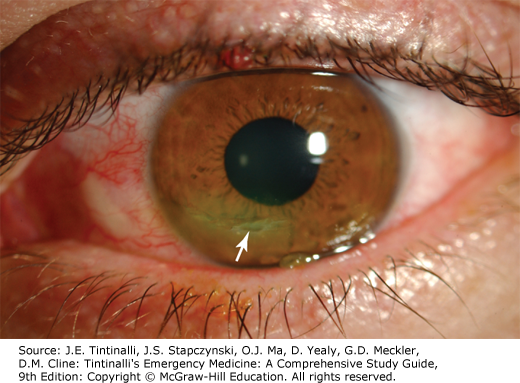 Source: J.E. Tintinalli, J.S. Stapczynski, O.J. Ma, D. Yealy, G.D. Meckler,
D.M. Cline: Tintinalli's Emergency Medicine: A Comprehensive Study Guide,
9th Edition: Copyright © McGraw-Hill Education. All rights reserved.